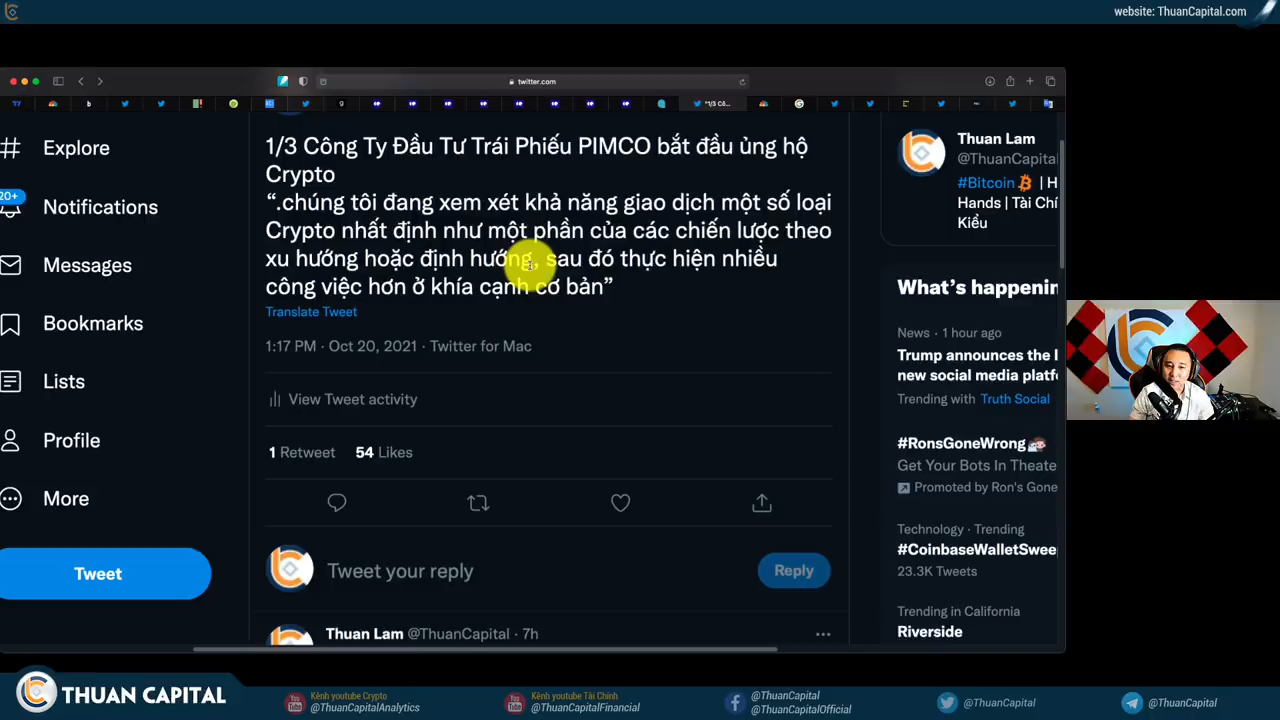 website: ThuanCapital.com
twitter.com
"1/3 Cô...
Explore
20+
Notifications
Messages
Bookmarks
Lists
Profile
More
Tweet
1/3 Công Ty Đầu Tư Trái Phiếu PIMCO bắt đầu ủng hộ
Crypto
“.chúng tôi đang xem xét khả năng giao dịch một số loại
Crypto nhất định như một phần của các chiến lược theo
xu hướng hoặc định hướng, sau đó thực hiện nhiều
công việc hơn ở khía cạnh cơ bản”
Translate Tweet
1:17 PM · Oct 20, 2021 · Twitter for Mac
View Tweet activity
1 Retweet 54 Likes
Tweet your reply
Reply
Thuan Lam @ThuanCapital · 7h
Thuan Lam
@ThuanCapital
#Bitcoin | H
Hands | Tài Chí
Kiều
What's happenin
News · 1 hour ago
Trump announces the l
new social media platf
Trending with Truth Social
#RonsGoneWrong
Get Your Bots In Theate
Promoted by Ron's Gone
Technology · Trending
#CoinbaseWalletSwee
23.3K Tweets
Trending in California
Riverside
THUAN CAPITAL
Kênh youtube Crypto
@ThuanCapitalAnalytics
Kênh youtube Tài Chính
@ThuanCapitalFinancial
@ThuanCapital
@ThuanCapitalOfficial
@ThuanCapital
@ThuanCapital